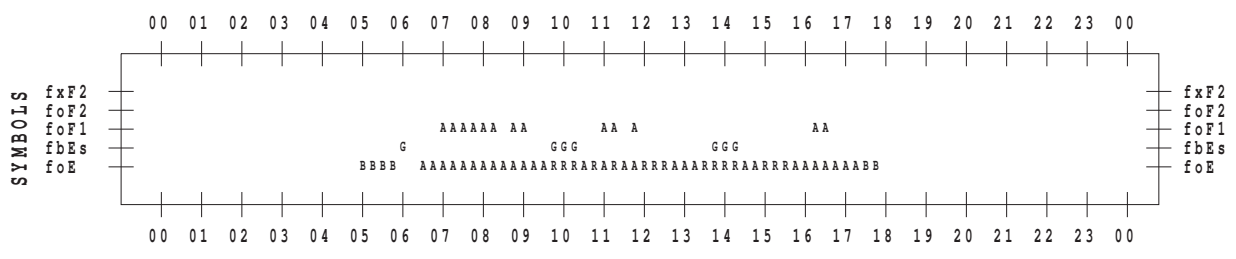 00 01 02 03 04 05 06 07 08 09 10 11 12 13 14 15 16 17 18 19 20 21 22 23 00
SYMBOLS
fxF2 fxF2
foF2 foF2
foF1 AAAAAA AA AA A AA foF1
fbEs G GGG GGG fbEs
foE BBBB AAAAAAAAAAAAARRRARARAARRRAAARRRRAARRRAAAAAAABB foE
00 01 02 03 04 05 06 07 08 09 10 11 12 13 14 15 16 17 18 19 20 21 22 23 00